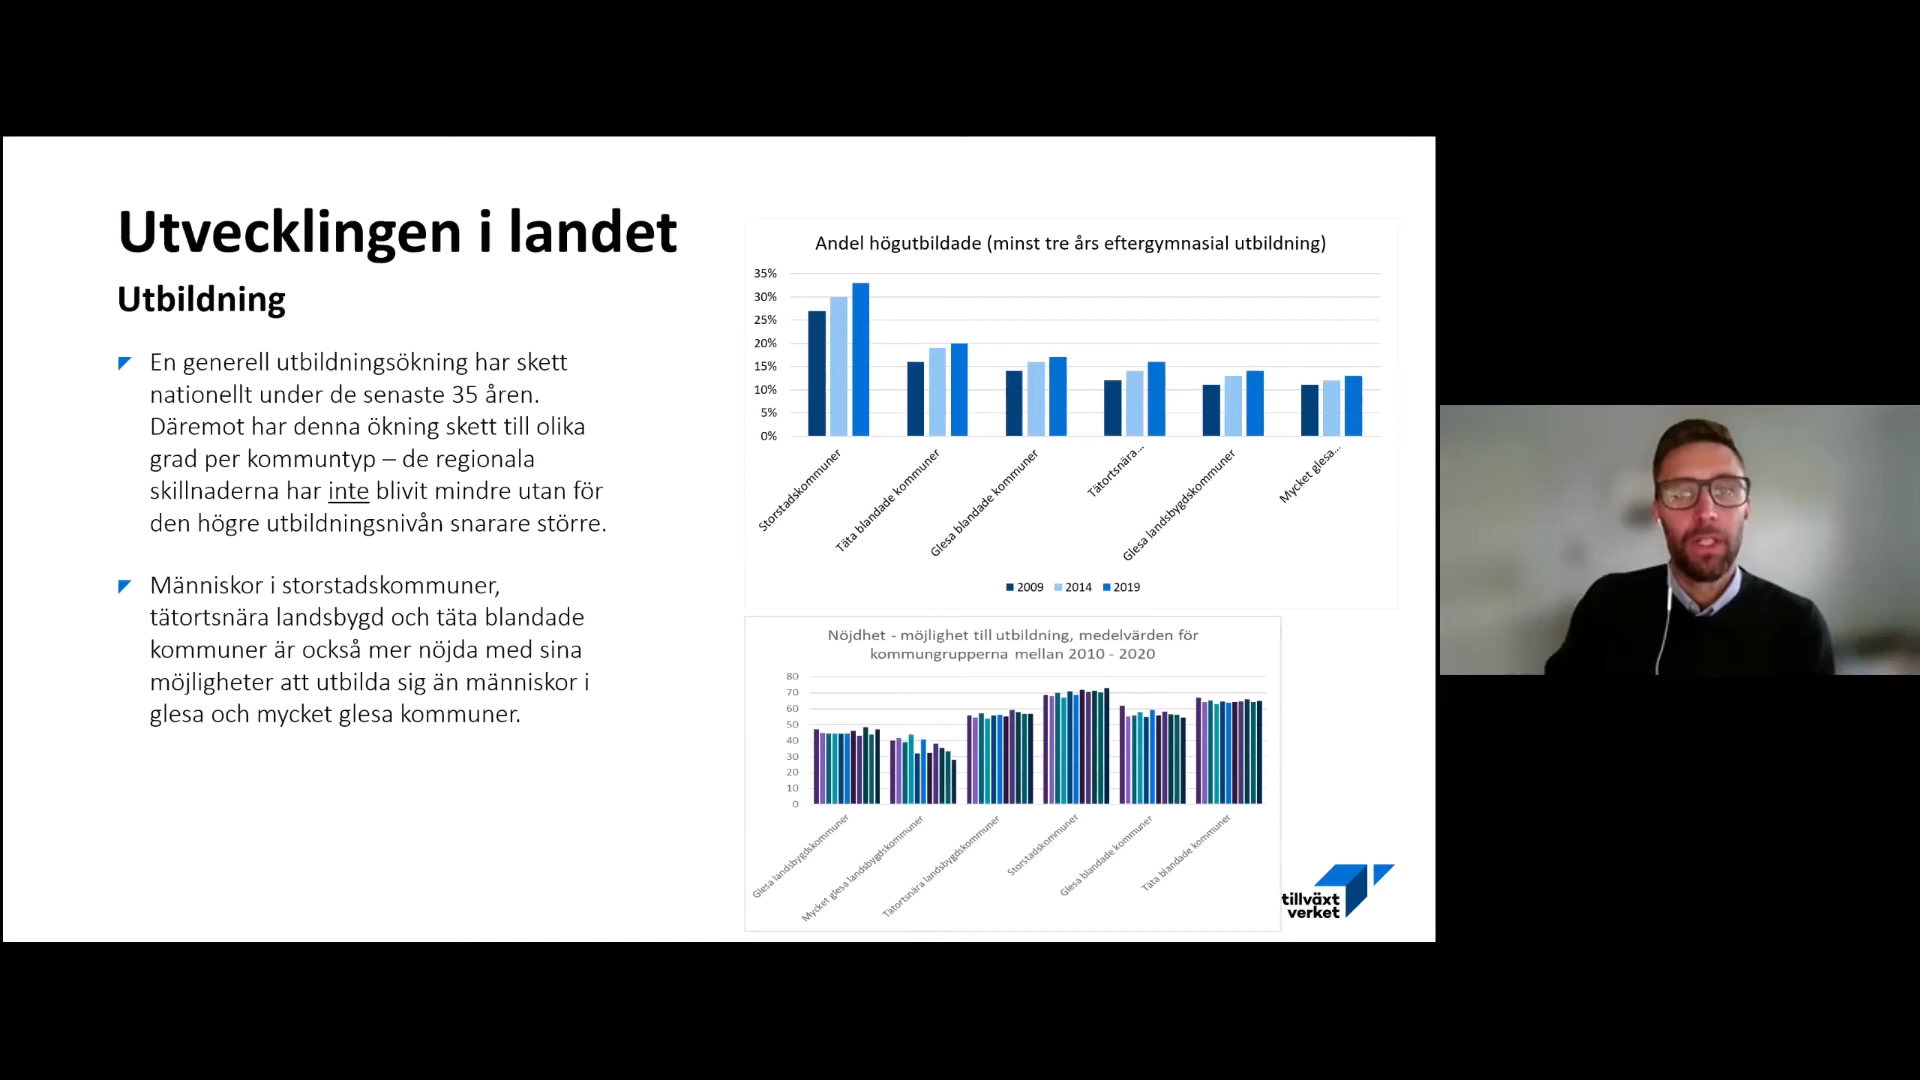 Utvecklingen i landet
Utbildning
En generell utbildningsökning har skett
nationellt under de senaste 35 åren.
Däremot har denna ökning skett till olika
grad per kommuntyp – de regionala
skillnaderna har inte blivit mindre utan för
den högre utbildningsnivån snarare större.
Människor i storstadskommuner,
tätortsnära landsbygd och täta blandade
kommuner är också mer nöjda med sina
möjligheter att utbilda sig än människor i
glesa och mycket glesa kommuner.
Andel högutbildade (minst tre års eftergymnasial utbildning)
35%
30%
25%
20%
15%
10%
5%
0%
Storstadskommuner
Täta blandade kommuner
Glesa blandade kommuner
Tätortsnära...
Glesa landsbygdskommuner
Mycket glesa...
2009 2014 2019
Nöjdhet - möjlighet till utbildning, medelvärden för
kommungrupperna mellan 2010 - 2020
80
70
60
50
40
30
20
10
0
Glesa landsbygdskommuner
Mycket glesa landsbygdskommuner
Tätortsnära landsbygdskommuner
Storstadskommuner
Glesa blandade kommuner
Täta blandade kommuner
tillväxt
verket